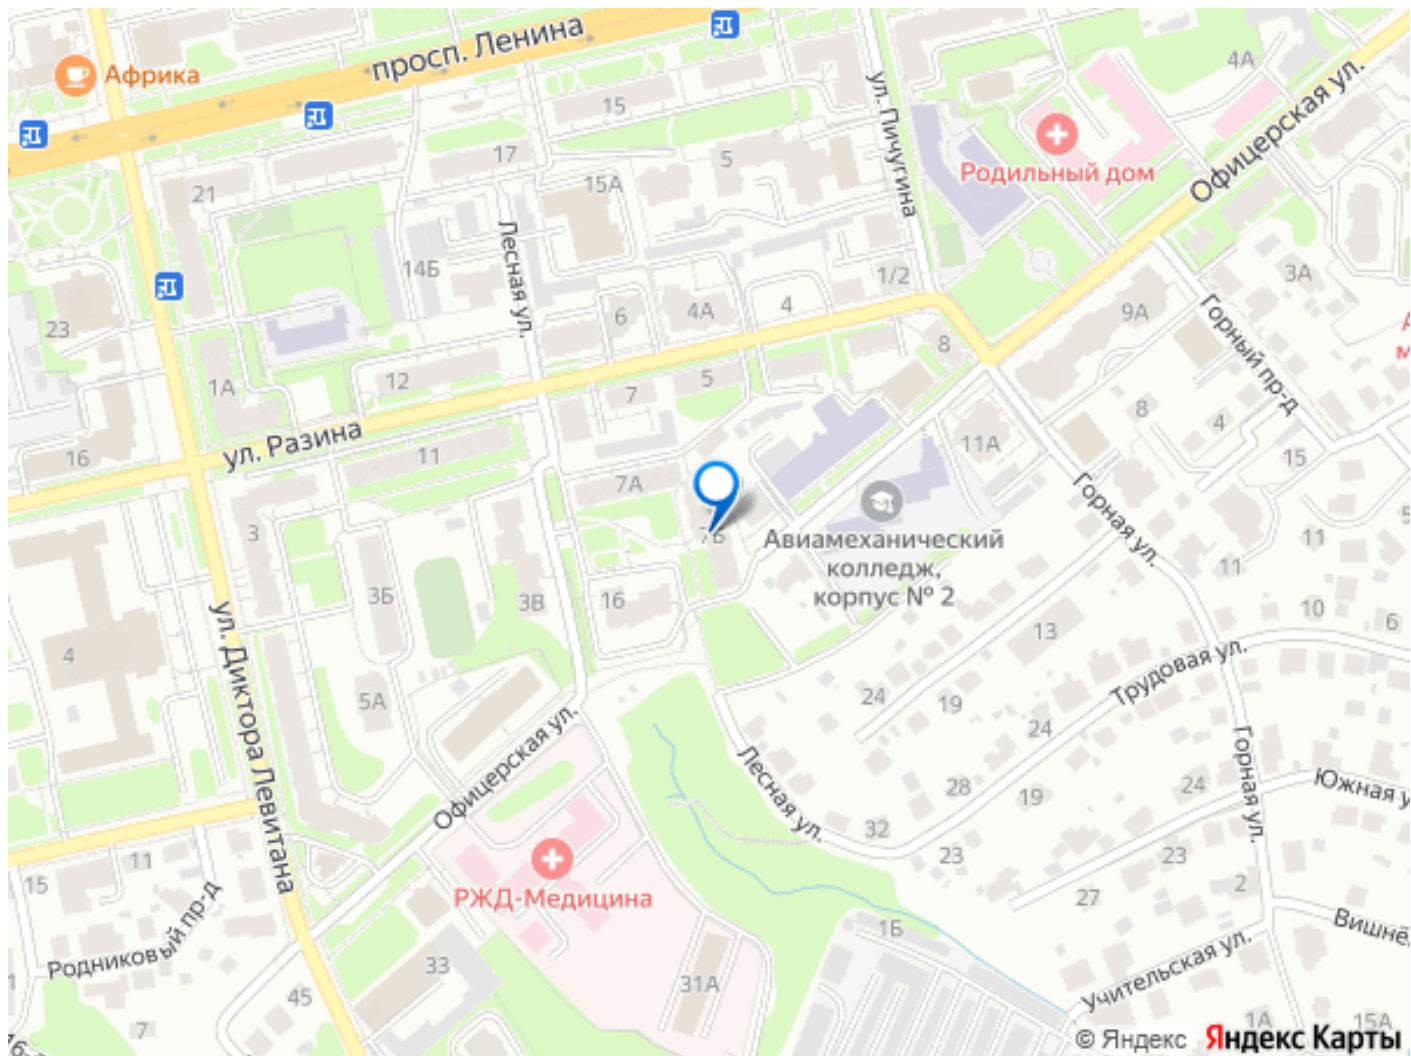 просп. Ленина
Африка
15
4А
ул. Пичугина
Офицерская ул.
Родильный дом
17
5
15А
21
Лесная ул.
14Б
1/2
3А
23
6
4А
4
9А
Горный пр-д
8
1А
12
7
5
8
4
ул. Разина
11
11А
16
7А
15
3
7Б
Авиамеханический
колледж,
корпус № 2
Горная ул.
11
11
3Б
3В
16
10
6
13
4
ул. Диктора Левитана
Трудовая ул.
5А
24
19
24
Офицерская ул.
Лесная ул.
28
19
24
Горная ул.
32
23
23
11
15
РЖД-Медицина
27
2
1Б
Родниковый пр-д
33
31А
45
7
Учительская ул.
1А
15А
© Яндекс
Яндекс Карты